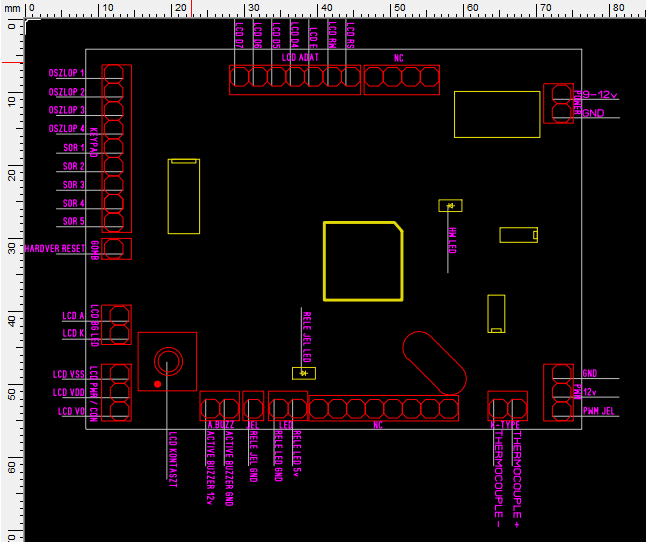 mm 0 10 20 30 40 50 60 70 80
0
10
20
30
40
50
60
LCD D7
LCD D6
LCD D5
LCD D4
LCD E
LCD RW
LCD RS
LCD ADAT
NC
OSZLOP 1
OSZLOP 2
OSZLOP 3
OSZLOP 4
SOR 1
SOR 2
SOR 3
SOR 4
SOR 5
KEYPAD
HARDVER RESET
GOMB
POWER
9-12v
GND
HM LED
LCD A
LCD K
LCD BG LED
RELE JEL LED
LCD VSS
LCD VDD
LCD VO
LCD PWR / CON
GND
12v
PWM JEL
PWM
A.BUZZ
JEL
LED
NC
K-TYPE
LCD KONTASZT
ACTIVE BUZZER 12v
ACTIVE BUZZER GND
RELE JEL GND
RELE LED GND
RELE LED 5v
THERMOCOUPLE -
THERMOCOUPLE +